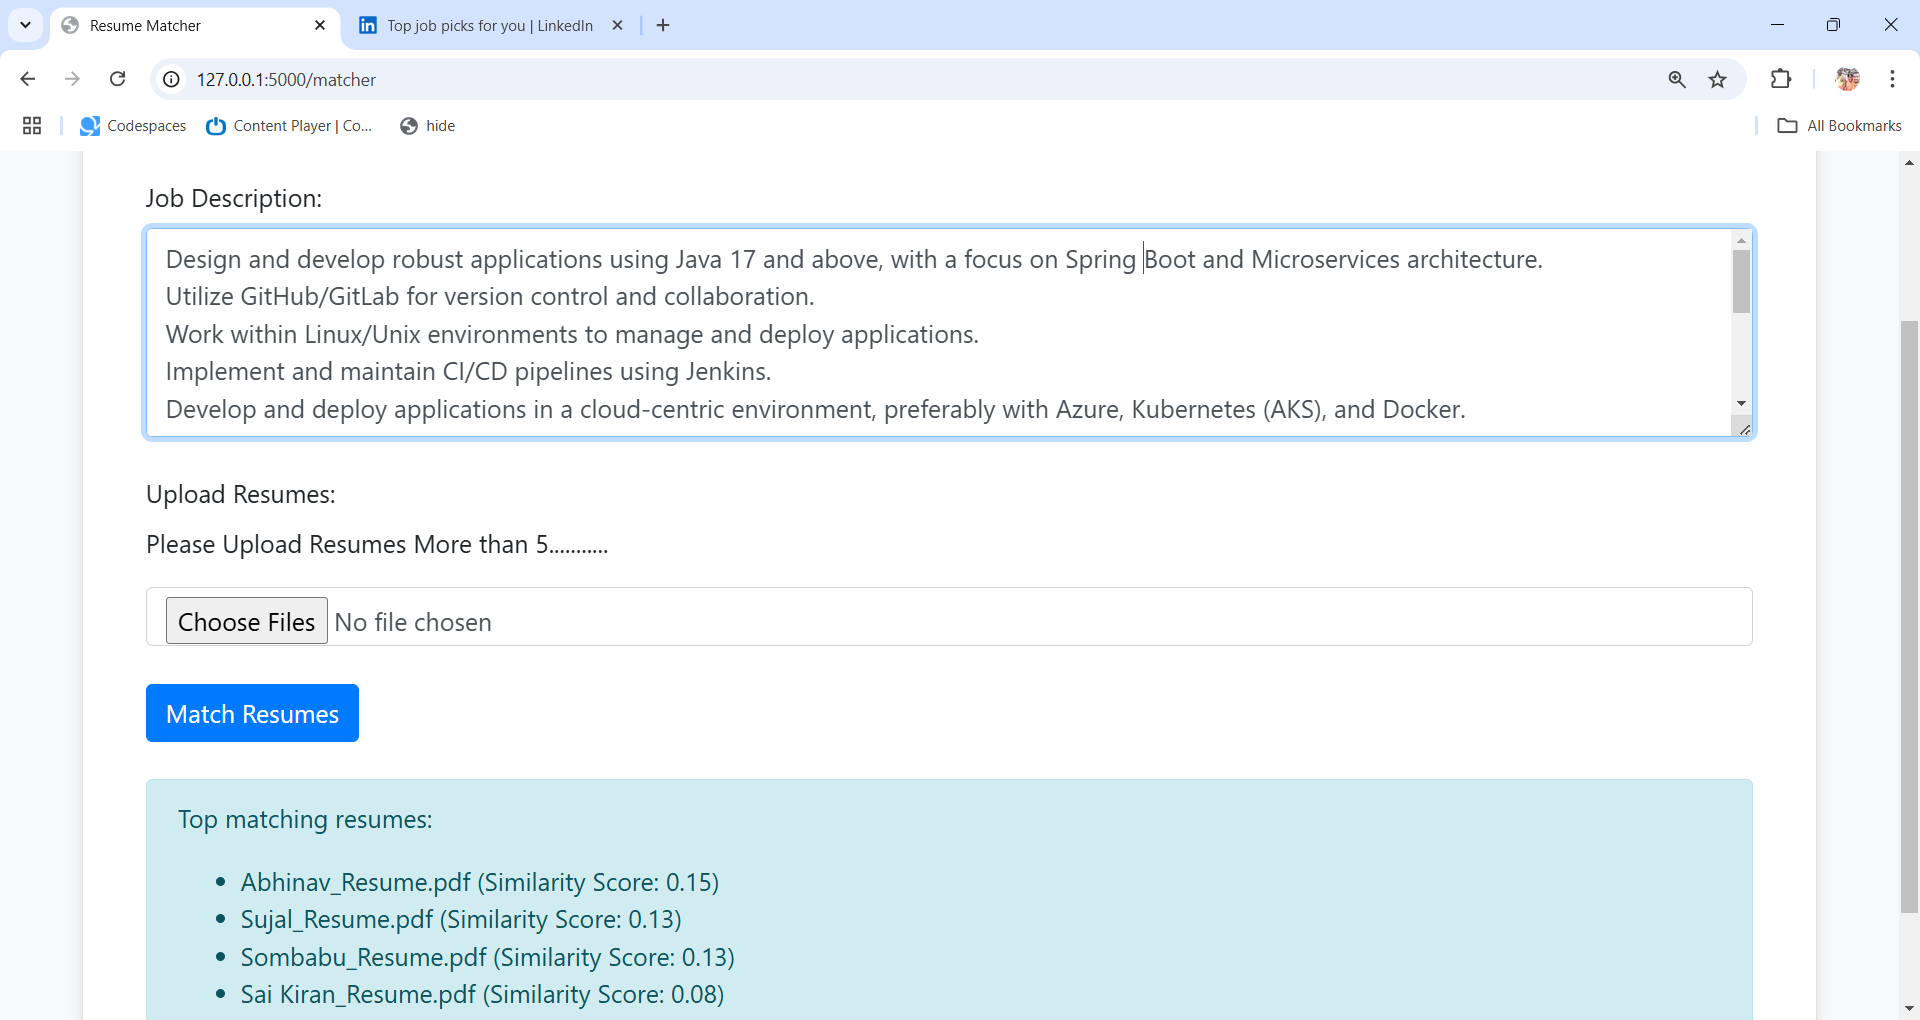 Resume Matcher
Top job picks for you | LinkedIn
127.0.0.1:5000/matcher
Codespaces
Content Player | Co...
hide
All Bookmarks
Job Description:
Design and develop robust applications using Java 17 and above, with a focus on Spring Boot and Microservices architecture.
Utilize GitHub/GitLab for version control and collaboration.
Work within Linux/Unix environments to manage and deploy applications.
Implement and maintain CI/CD pipelines using Jenkins.
Develop and deploy applications in a cloud-centric environment, preferably with Azure, Kubernetes (AKS), and Docker.
Upload Resumes:
Please Upload Resumes More than 5...........
Choose Files No file chosen
Match Resumes
Top matching resumes:
Abhinav_Resume.pdf (Similarity Score: 0.15)
Sujal_Resume.pdf (Similarity Score: 0.13)
Sombabu_Resume.pdf (Similarity Score: 0.13)
Sai Kiran_Resume.pdf (Similarity Score: 0.08)